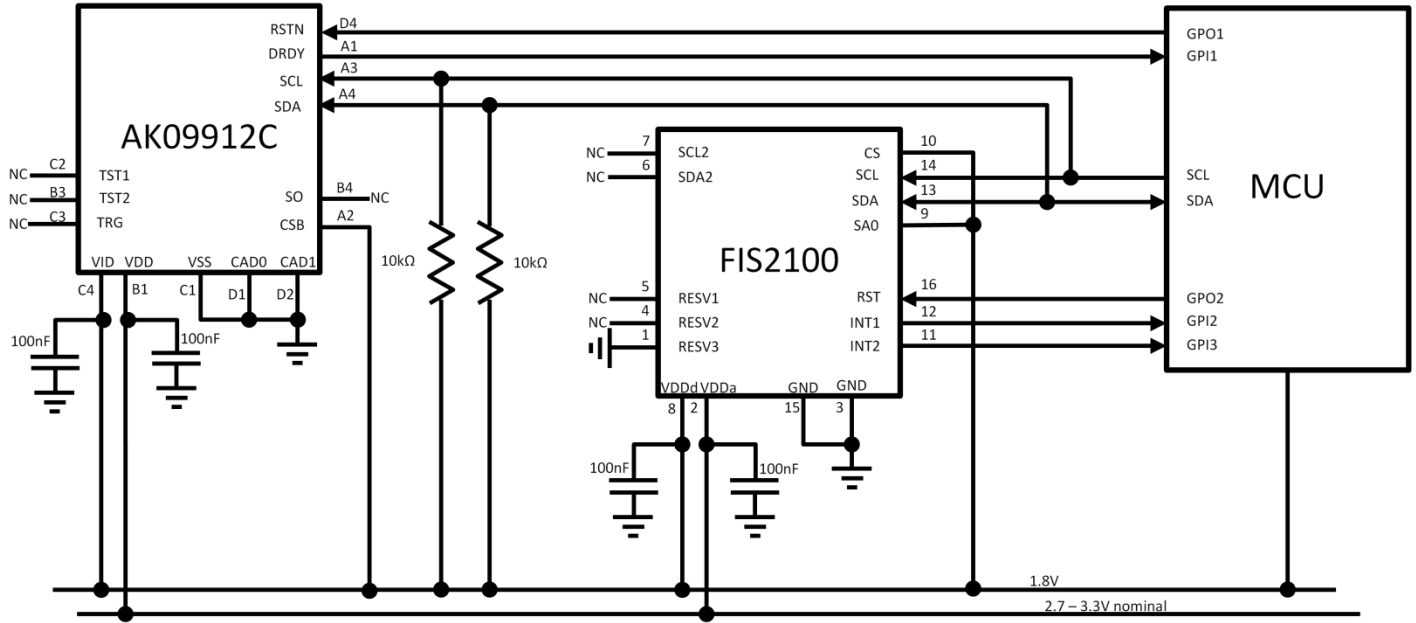 RSTN D4 GPO1
DRDY A1 GPI1
SCL A3
SDA A4
AK09912C
NC C2 TST1
NC B3 TST2
NC C3 TRG
SO B4 NC
CSB A2
VID VDD VSS CAD0 CAD1
C4 B1 C1 D1 D2
100nF 100nF
10kΩ 10kΩ
NC 7 SCL2 CS 10
NC 6 SDA2 SCL 14 SCL
SDA 13 SDA
SA0 9
MCU
FIS2100
NC 5 RESV1 RST 16 GPO2
NC 4 RESV2 INT1 12 GPI2
1 RESV3 INT2 11 GPI3
VDDd VDDa GND GND
8 2 15 3
100nF 100nF
1.8V
2.7 – 3.3V nominal